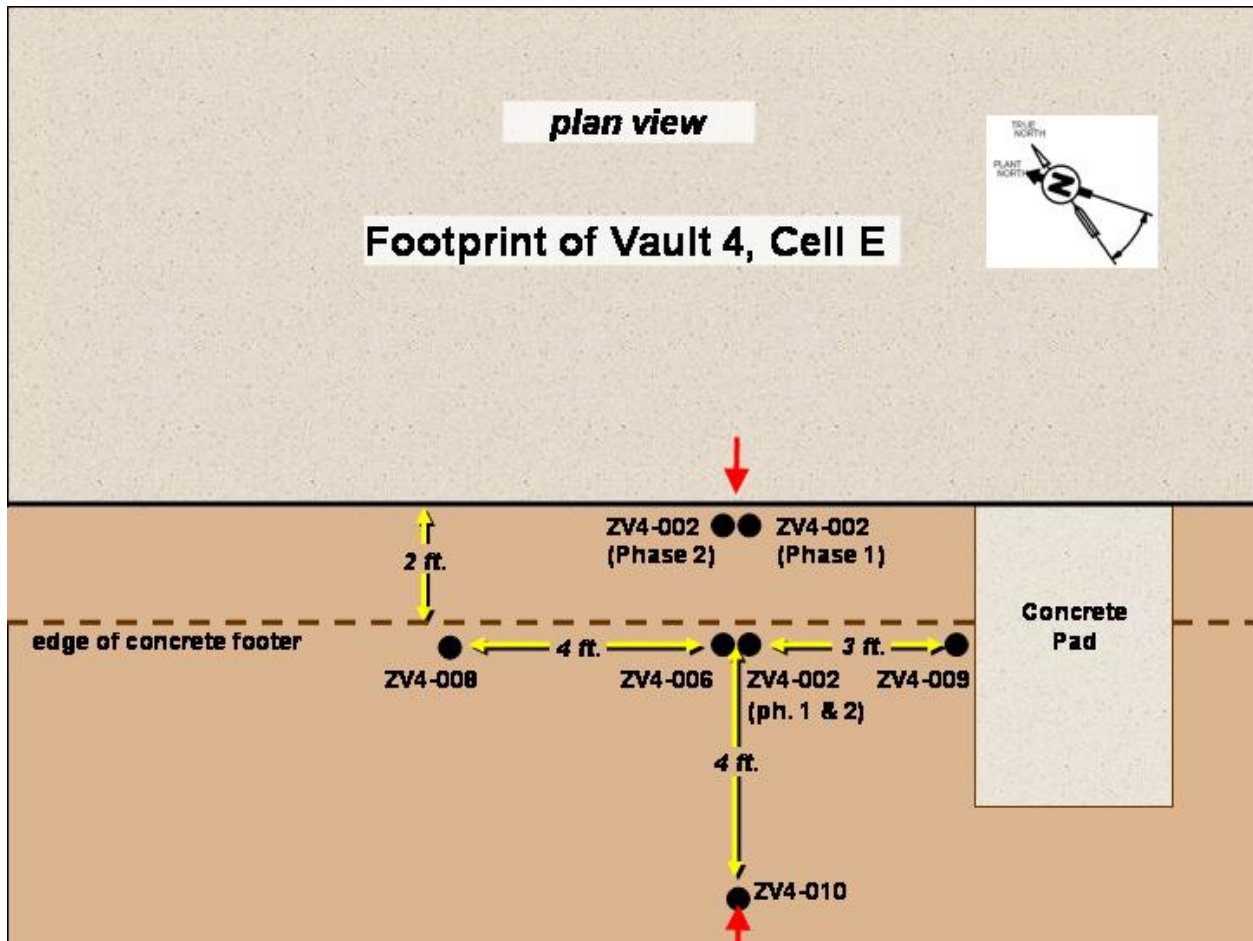 plan view
TRUE
NORTH
PLANT
NORTH
N
Footprint of Vault 4, Cell E
ZV4-002
(Phase 2)
ZV4-002
(Phase 1)
2 ft.
Concrete
Pad
edge of concrete footer
4 ft.
3 ft.
ZV4-008
ZV4-006
ZV4-002
(ph. 1 & 2)
ZV4-009
4 ft.
ZV4-010